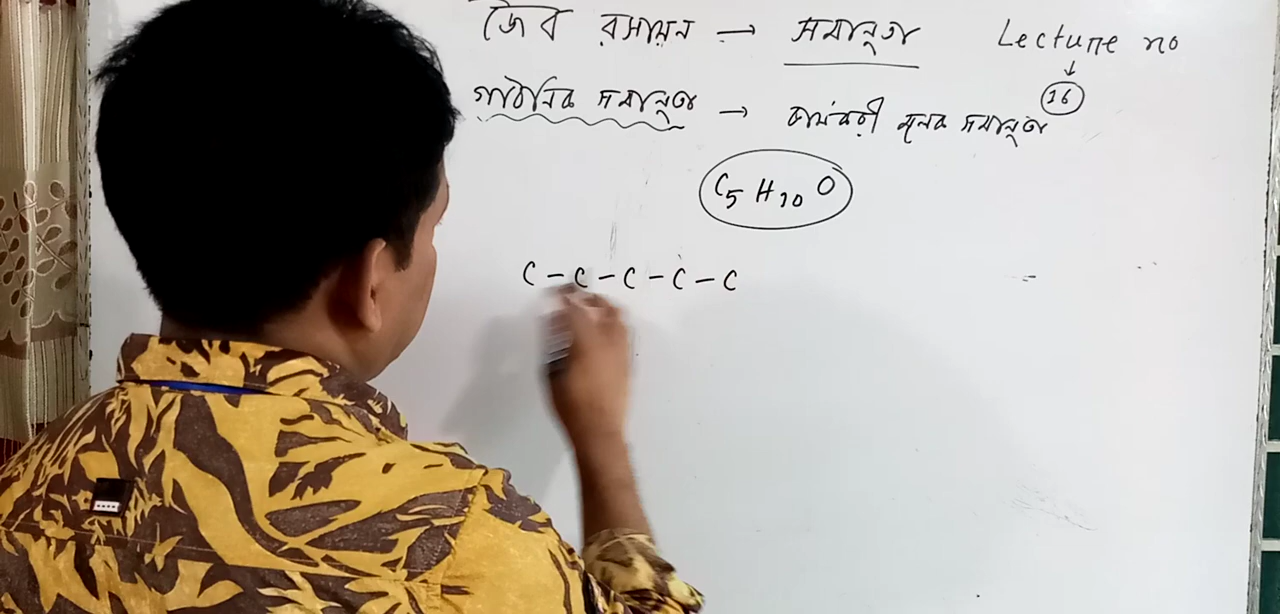 জৈব রসায়ন → সমানুতা Lecture no
↓
16
গাঠনিক সমানুতা → কার্যকরী মূলক সমানুতা
C5 H10 O
C - C - C - C - C